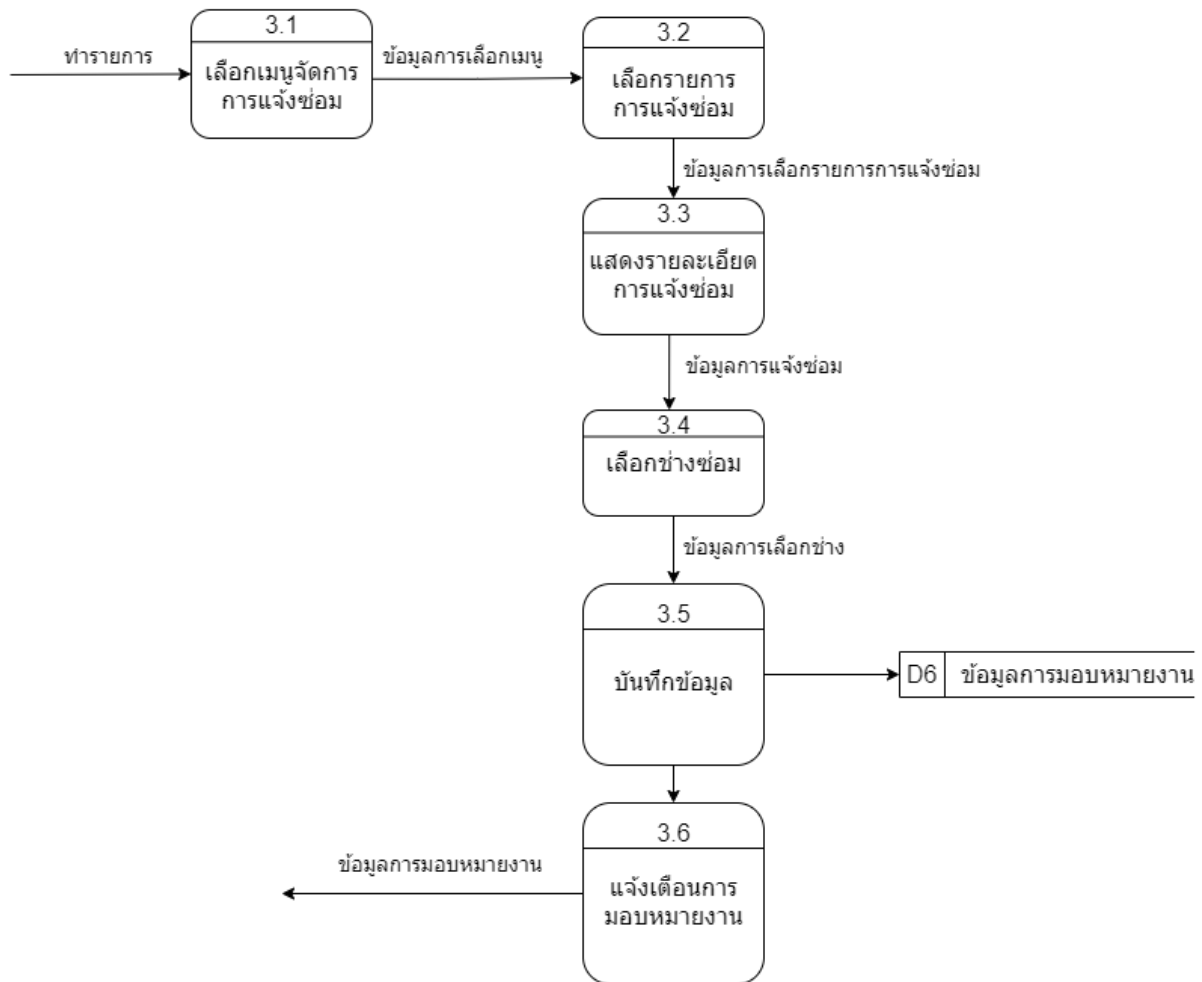 3.1
ทำรายการ
เลือกเมนูจัดการ
การแจ้งซ่อม
ข้อมูลการเลือกเมนู
3.2
เลือกรายการ
การแจ้งซ่อม
ข้อมูลการเลือกรายการการแจ้งซ่อม
3.3
แสดงรายละเอียด
การแจ้งซ่อม
ข้อมูลการแจ้งซ่อม
3.4
เลือกช่างซ่อม
ข้อมูลการเลือกช่าง
3.5
บันทึกข้อมูล
D6 ข้อมูลการมอบหมายงาน
3.6
แจ้งเตือนการ
มอบหมายงาน
ข้อมูลการมอบหมายงาน